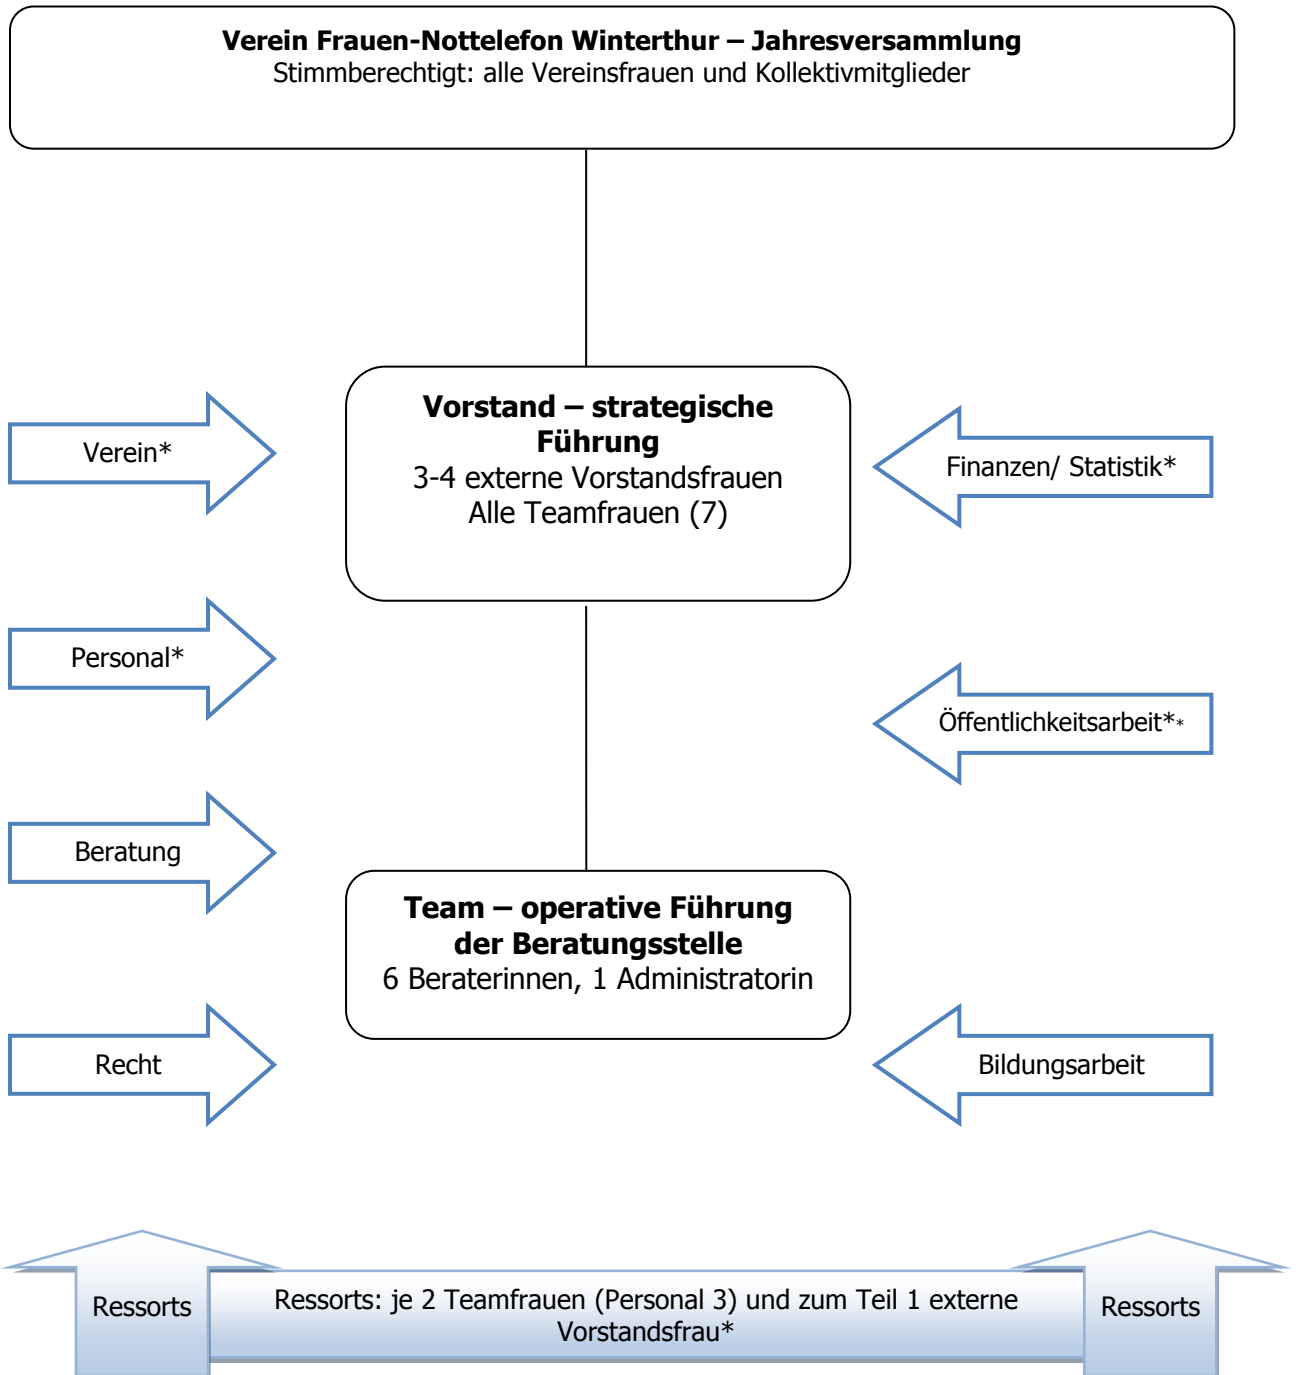 Verein Frauen-Nottelefon Winterthur – Jahresversammlung
Stimmberechtigt: alle Vereinsfrauen und Kollektivmitglieder
Vorstand – strategische
Führung
3-4 externe Vorstandsfrauen
Alle Teamfrauen (7)
Verein*
Finanzen/ Statistik*
Personal*
Öffentlichkeitsarbeit**
Beratung
Team – operative Führung
der Beratungsstelle
6 Beraterinnen, 1 Administratorin
Recht
Bildungsarbeit
Ressorts
Ressorts: je 2 Teamfrauen (Personal 3) und zum Teil 1 externe
Vorstandsfrau*
Ressorts